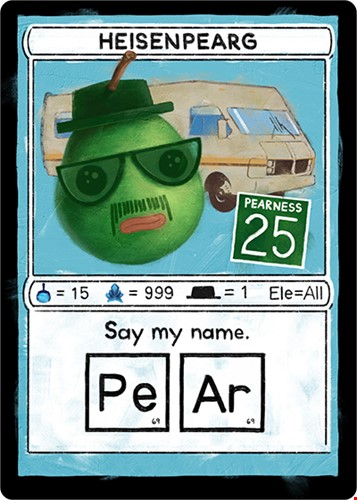 HEISENPEARG
PEARNESS
25
= 15 = 999 = 1 Ele=All
Say my name.
Pe Ar
69 69